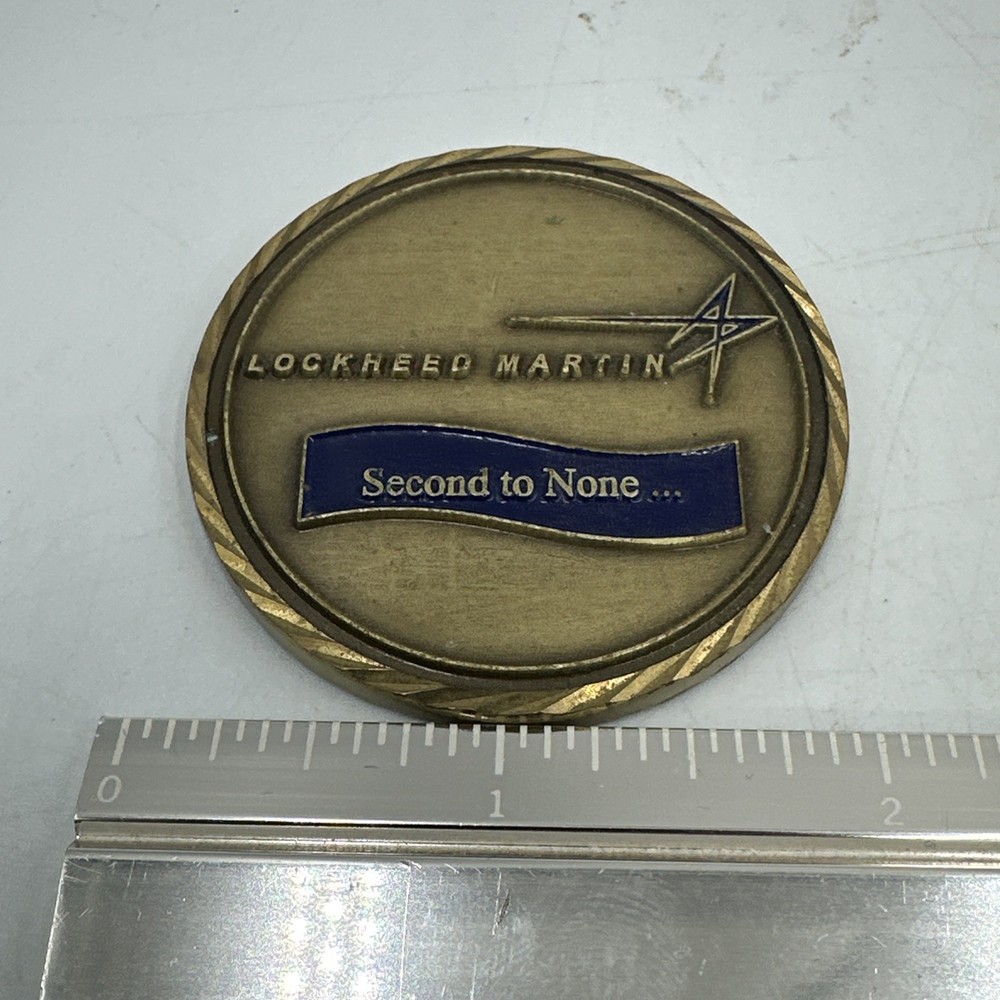 LOCKHEED MARTIN
Second to None ...
0 1 2